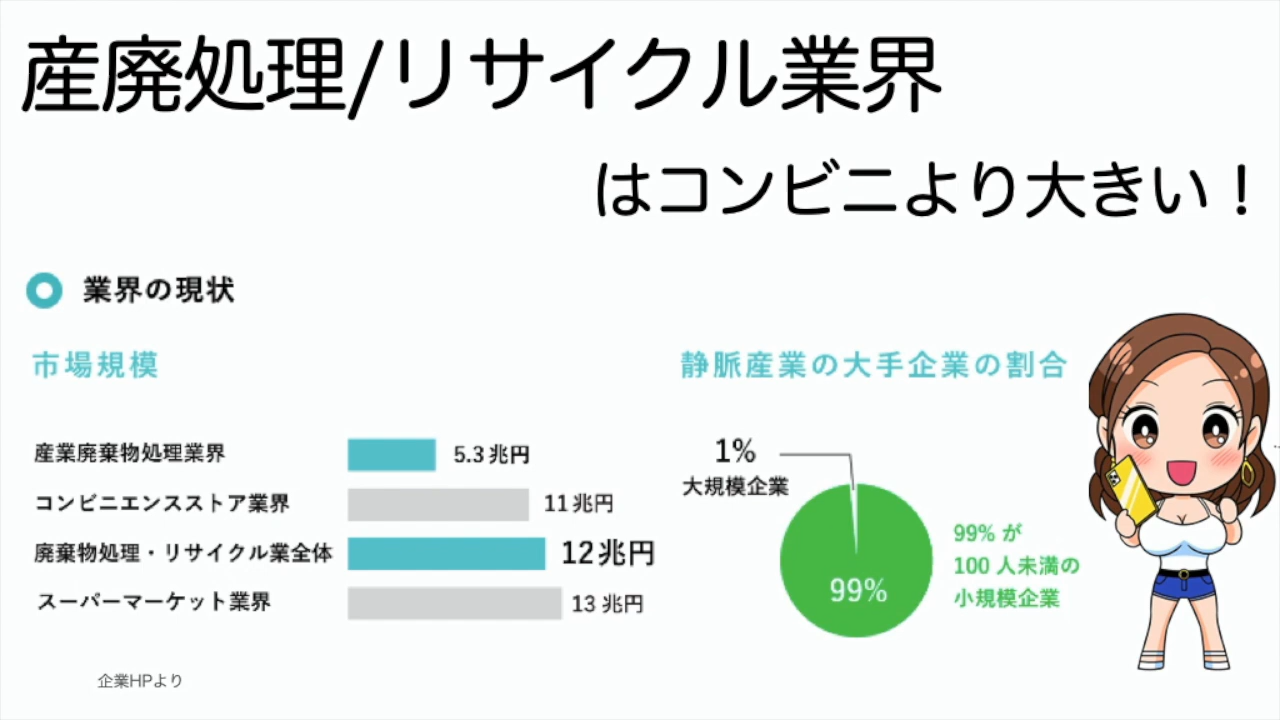 産廃処理/リサイクル業界
はコンビニより大きい！
業界の現状
市場規模
産業廃棄物処理業界 5.3兆円
コンビニエンスストア業界 11兆円
廃棄物処理・リサイクル業全体 12兆円
スーパーマーケット業界 13兆円
静脈産業の大手企業の割合
1%
大規模企業
99%
99% が
100 人未満の
小規模企業
企業HPより